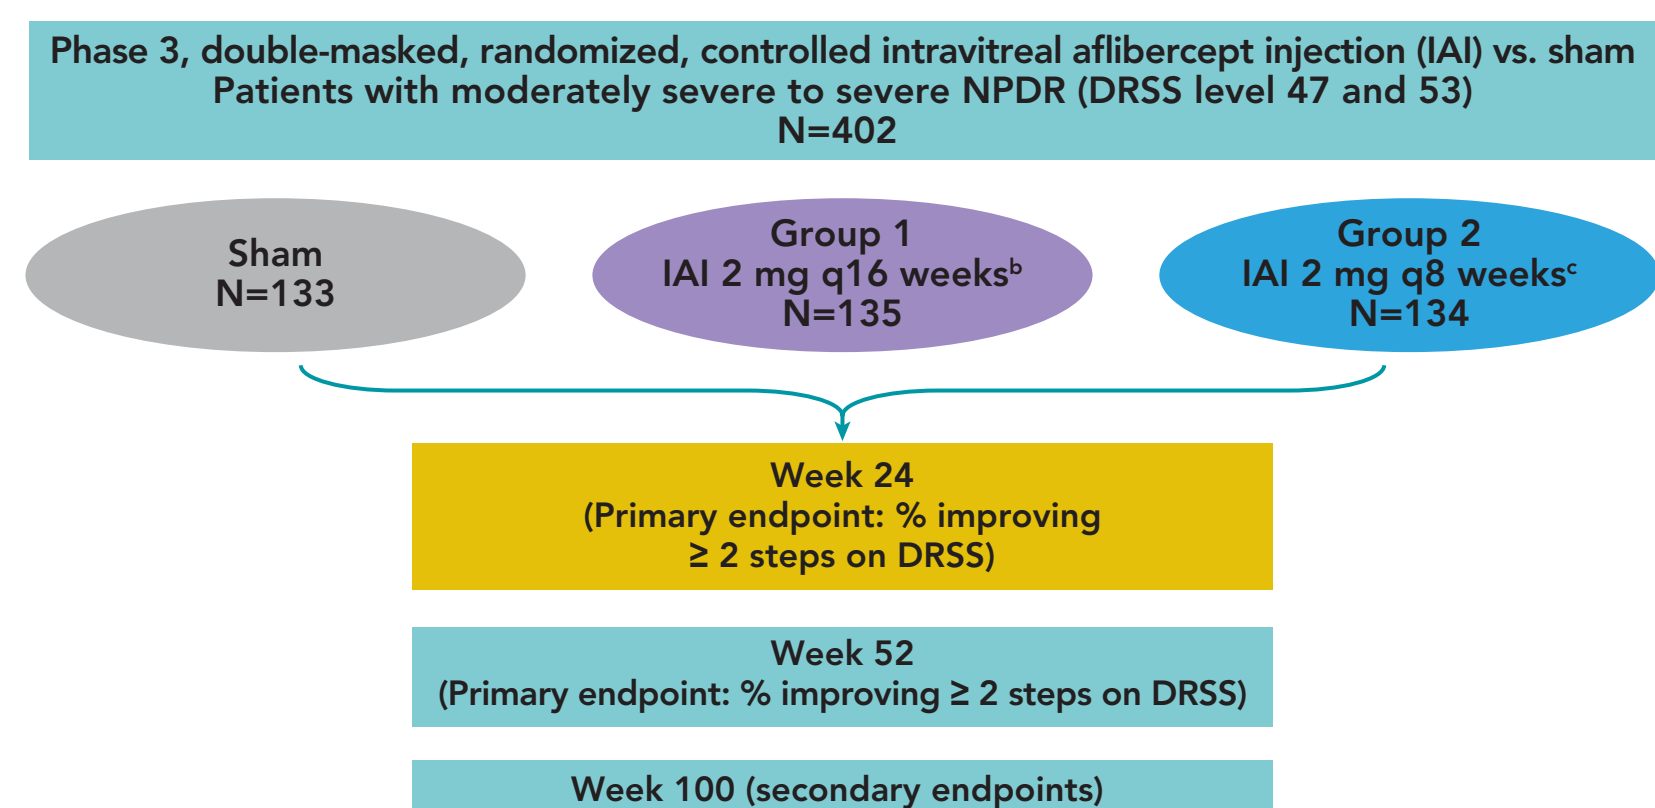 Phase 3, double-masked, randomized, controlled intravitreal aflibercept injection (IAI) vs. sham
Patients with moderately severe to severe NPDR (DRSS level 47 and 53)
N=402
Sham
N=133
Group 1
IAI 2 mg q16 weeksᵇ
N=135
Group 2
IAI 2 mg q8 weeksᶜ
N=134
Week 24
(Primary endpoint: % improving
≥ 2 steps on DRSS)
Week 52
(Primary endpoint: % improving ≥ 2 steps on DRSS)
Week 100 (secondary endpoints)